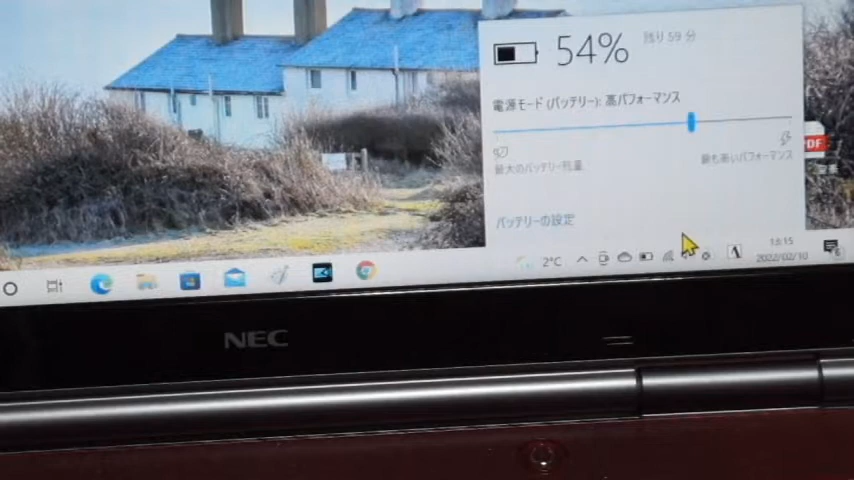 54%
残り 59 分
電源モード (バッテリー): 高パフォーマンス
最大のバッテリー残量
最も高いパフォーマンス
バッテリーの設定
PDF
2°C
A
13:15
2022/02/10
6
NEC